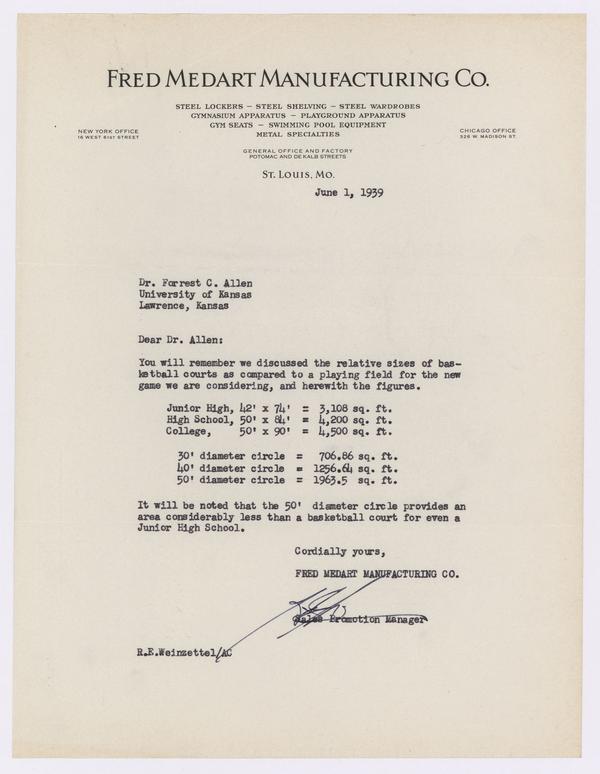 FRED MEDART MANUFACTURING CO.
STEEL LOCKERS – STEEL SHELVING – STEEL WARDROBES
GYMNASIUM APPARATUS – PLAYGROUND APPARATUS
GYM SEATS – SWIMMING POOL EQUIPMENT
METAL SPECIALTIES
NEW YORK OFFICE
16 WEST 61ST STREET
CHICAGO OFFICE
326 W. MADISON ST.
GENERAL OFFICE AND FACTORY
POTOMAC AND DE KALB STREETS
ST. LOUIS, MO.
June 1, 1939
Dr. Forrest C. Allen
University of Kansas
Lawrence, Kansas
Dear Dr. Allen:
You will remember we discussed the relative sizes of bas-
ketball courts as compared to a playing field for the new
game we are considering, and herewith the figures.
Junior High, 42' x 74' = 3,108 sq. ft.
High School, 50' x 84' = 4,200 sq. ft.
College, 50' x 90' = 4,500 sq. ft.
30' diameter circle = 706.86 sq. ft.
40' diameter circle = 1256.64 sq. ft.
50' diameter circle = 1963.5 sq. ft.
It will be noted that the 50' diameter circle provides an
area considerably less than a basketball court for even a
Junior High School.
Cordially yours,
FRED MEDART MANUFACTURING CO.
Sales Promotion Manager
R.E.Weinzettel/AC